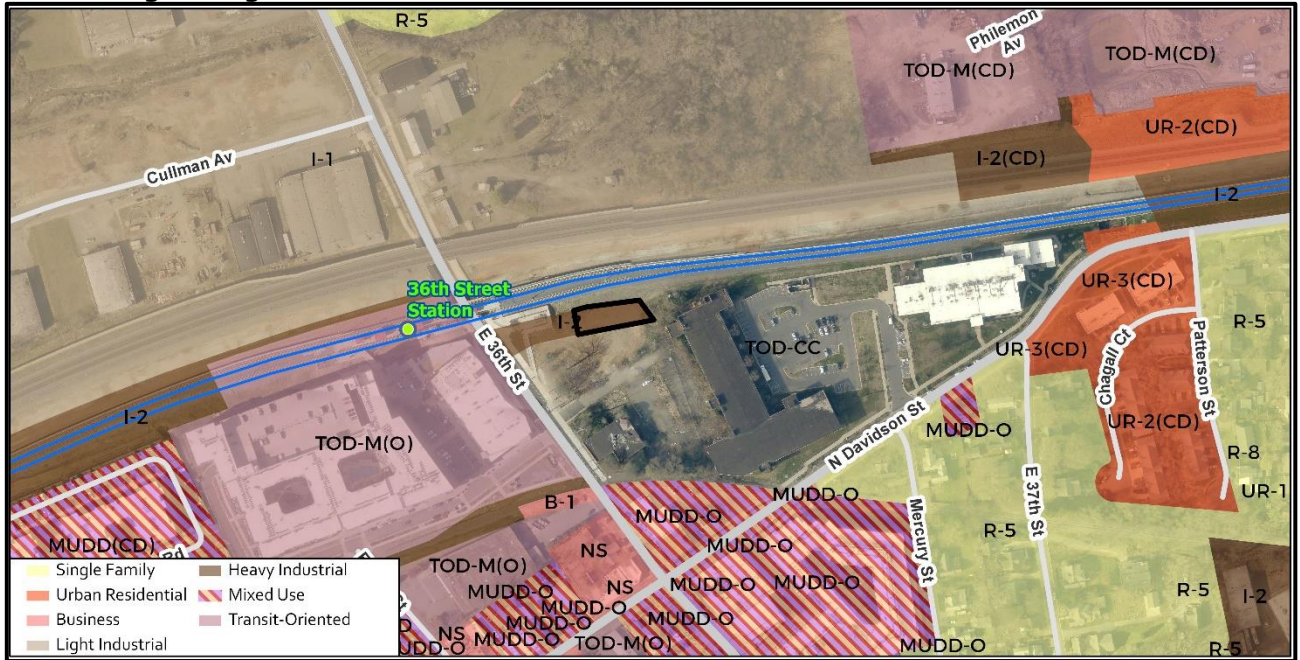 R-5
Philemon
Av
TOD-M(CD)
TOD-M(CD)
UR-2(CD)
Cullman Av
I-1
I-2(CD)
I-2
36th Street
Station
E 36th St
TOD-CC
UR-3(CD)
UR-3(CD)
Chagall Ct
Patterson St
R-5
I-2
TOD-M(O)
N Davidson St
MUDD-O
UR-2(CD)
R-8
UR-1
B-1
MUDD-O
MUDD-O
Mercury St
R-5
E 37th St
MUDD(CD)
Rd
TOD-M(O)
NS
NS
MUDD-O
MUDD-O
MUDD-O
MUDD-O
MUDD-O
MUDD-O
R-5
I-2
NS
MUDD-O
TOD-M(O)
MUDD-O
R-5
Single Family
Urban Residential
Business
Light Industrial
Heavy Industrial
Mixed Use
Transit-Oriented